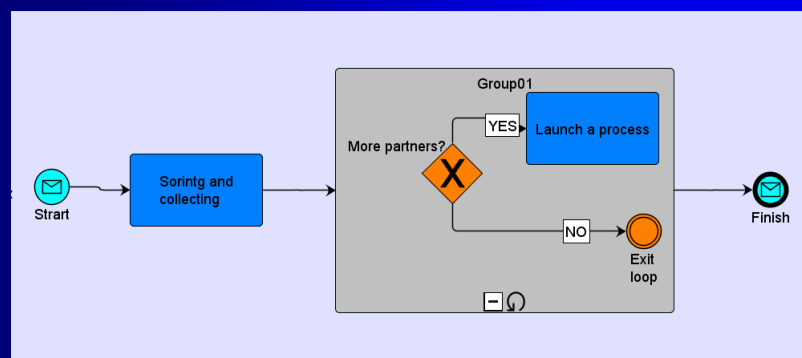 Strart
Sorintg and
collecting
Group01
More partners?
YES
Launch a process
NO
Exit
loop
Finish